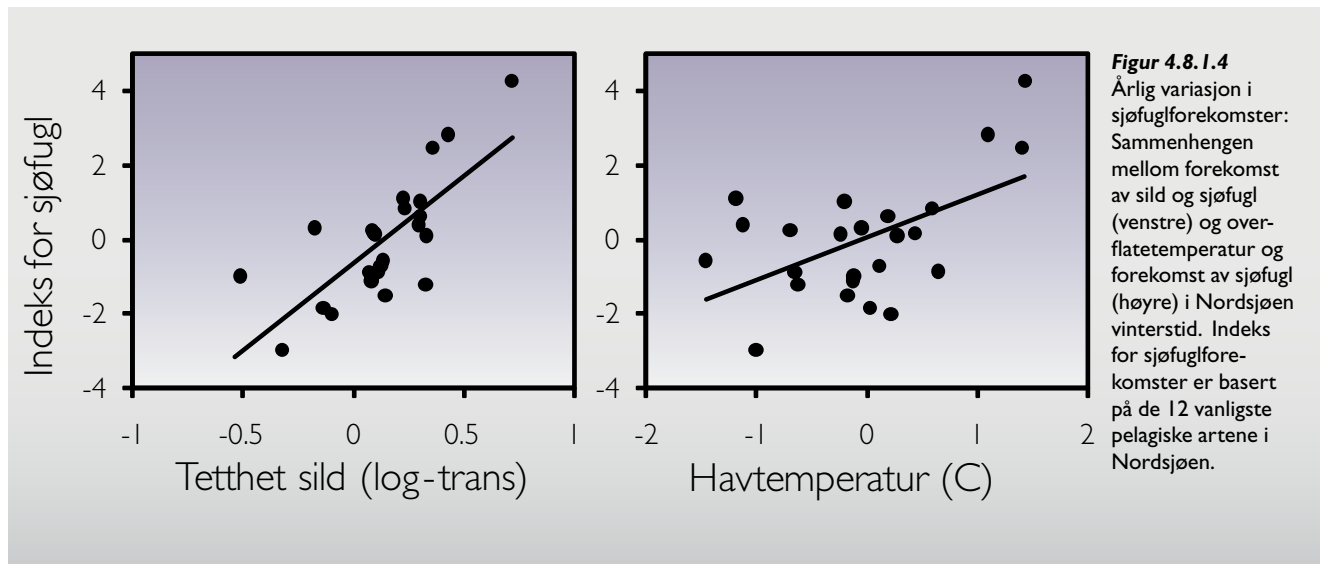 Indeks for sjøfugl
4
2
0
-2
-4
-1
-0.5
0
0.5
1
Tetthet sild (log-trans)
4
2
0
-2
-4
-2
-1
0
1
2
Havtemperatur (C)
Figur 4.8.1.4
Årlig variasjon i
sjøfuglforekomster:
Sammenhengen
mellom forekomst
av sild og sjøfugl
(venstre) og over-
flatetemperatur og
forekomst av sjøfugl
(høyre) i Nordsjøen
vinterstid. Indeks
for sjøfuglfore-
komster er basert
på de 12 vanligste
pelagiske artene i
Nordsjøen.